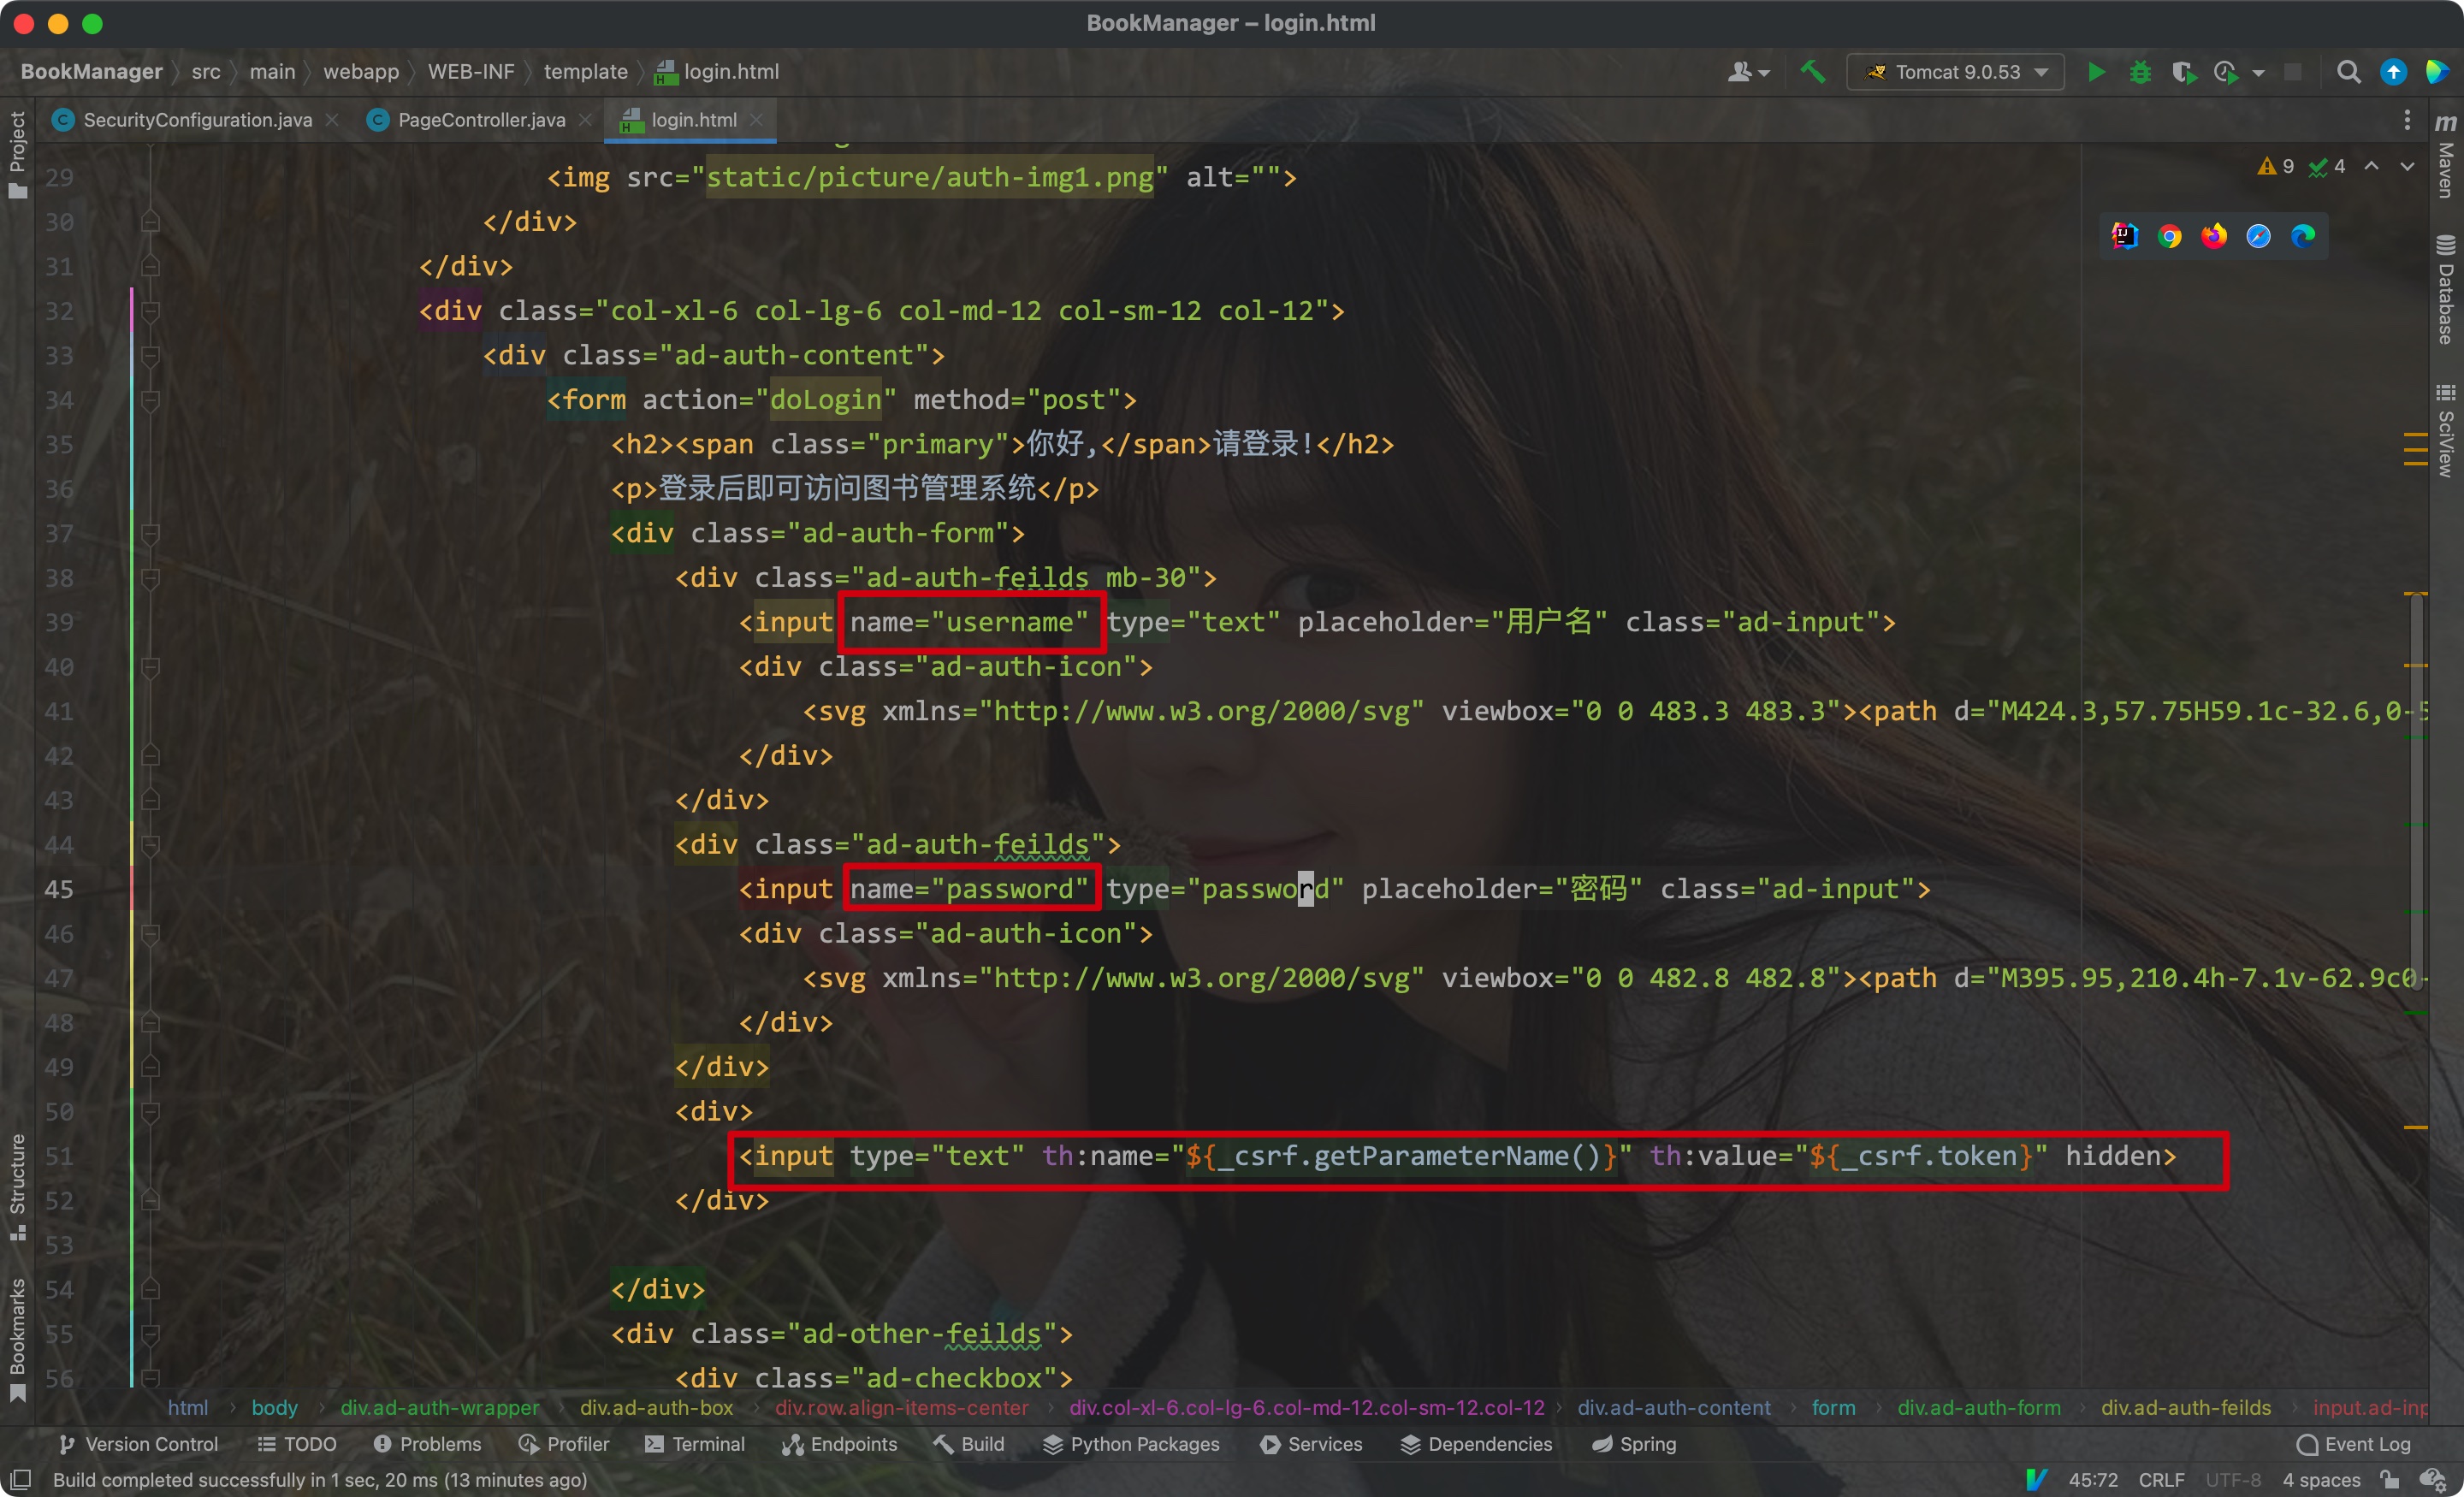 BookManager – login.html
BookManager src main webapp WEB-INF template login.html
Tomcat 9.0.53
SecurityConfiguration.java PageController.java login.html
Project
Structure
Bookmarks
m Maven
Database
SciView
9 4
29 <img src="static/picture/auth-img1.png" alt="">
30 </div>
31 </div>
32 <div class="col-xl-6 col-lg-6 col-md-12 col-sm-12 col-12">
33 <div class="ad-auth-content">
34 <form action="doLogin" method="post">
35 <h2><span class="primary">你好,</span>请登录!</h2>
36 <p>登录后即可访问图书管理系统</p>
37 <div class="ad-auth-form">
38 <div class="ad-auth-feilds mb-30">
39 <input name="username" type="text" placeholder="用户名" class="ad-input">
40 <div class="ad-auth-icon">
41 <svg xmlns="http://www.w3.org/2000/svg" viewbox="0 0 483.3 483.3"><path d="M424.3,57.75H59.1c-32.6,0-5
42 </div>
43 </div>
44 <div class="ad-auth-feilds">
45 <input name="password" type="password" placeholder="密码" class="ad-input">
46 <div class="ad-auth-icon">
47 <svg xmlns="http://www.w3.org/2000/svg" viewbox="0 0 482.8 482.8"><path d="M395.95,210.4h-7.1v-62.9c0-
48 </div>
49 </div>
50 <div>
51 <input type="text" th:name="${_csrf.getParameterName()}" th:value="${_csrf.token}" hidden>
52 </div>
53
54 </div>
55 <div class="ad-other-feilds">
56 <div class="ad-checkbox">
html body div.ad-auth-wrapper div.ad-auth-box div.row.align-items-center div.col-xl-6.col-lg-6.col-md-12.col-sm-12.col-12 div.ad-auth-content form div.ad-auth-form div.ad-auth-feilds input.ad-inp
Version Control TODO Problems Profiler Terminal Endpoints Build Python Packages Services Dependencies Spring Event Log
Build completed successfully in 1 sec, 20 ms (13 minutes ago) 45:72 CRLF UTF-8 4 spaces